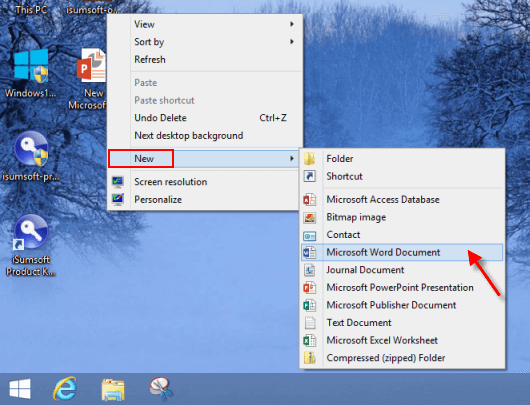 This PC
isumsoft-o...
Windows1...
New
Microsoft
isumsoft-pr...
iSumsoft
Product K...
View
Sort by
Refresh
Paste
Paste shortcut
Undo Delete Ctrl+Z
Next desktop background
New
Screen resolution
Personalize
Folder
Shortcut
Microsoft Access Database
Bitmap image
Contact
Microsoft Word Document
Journal Document
Microsoft PowerPoint Presentation
Microsoft Publisher Document
Text Document
Microsoft Excel Worksheet
Compressed (zipped) Folder